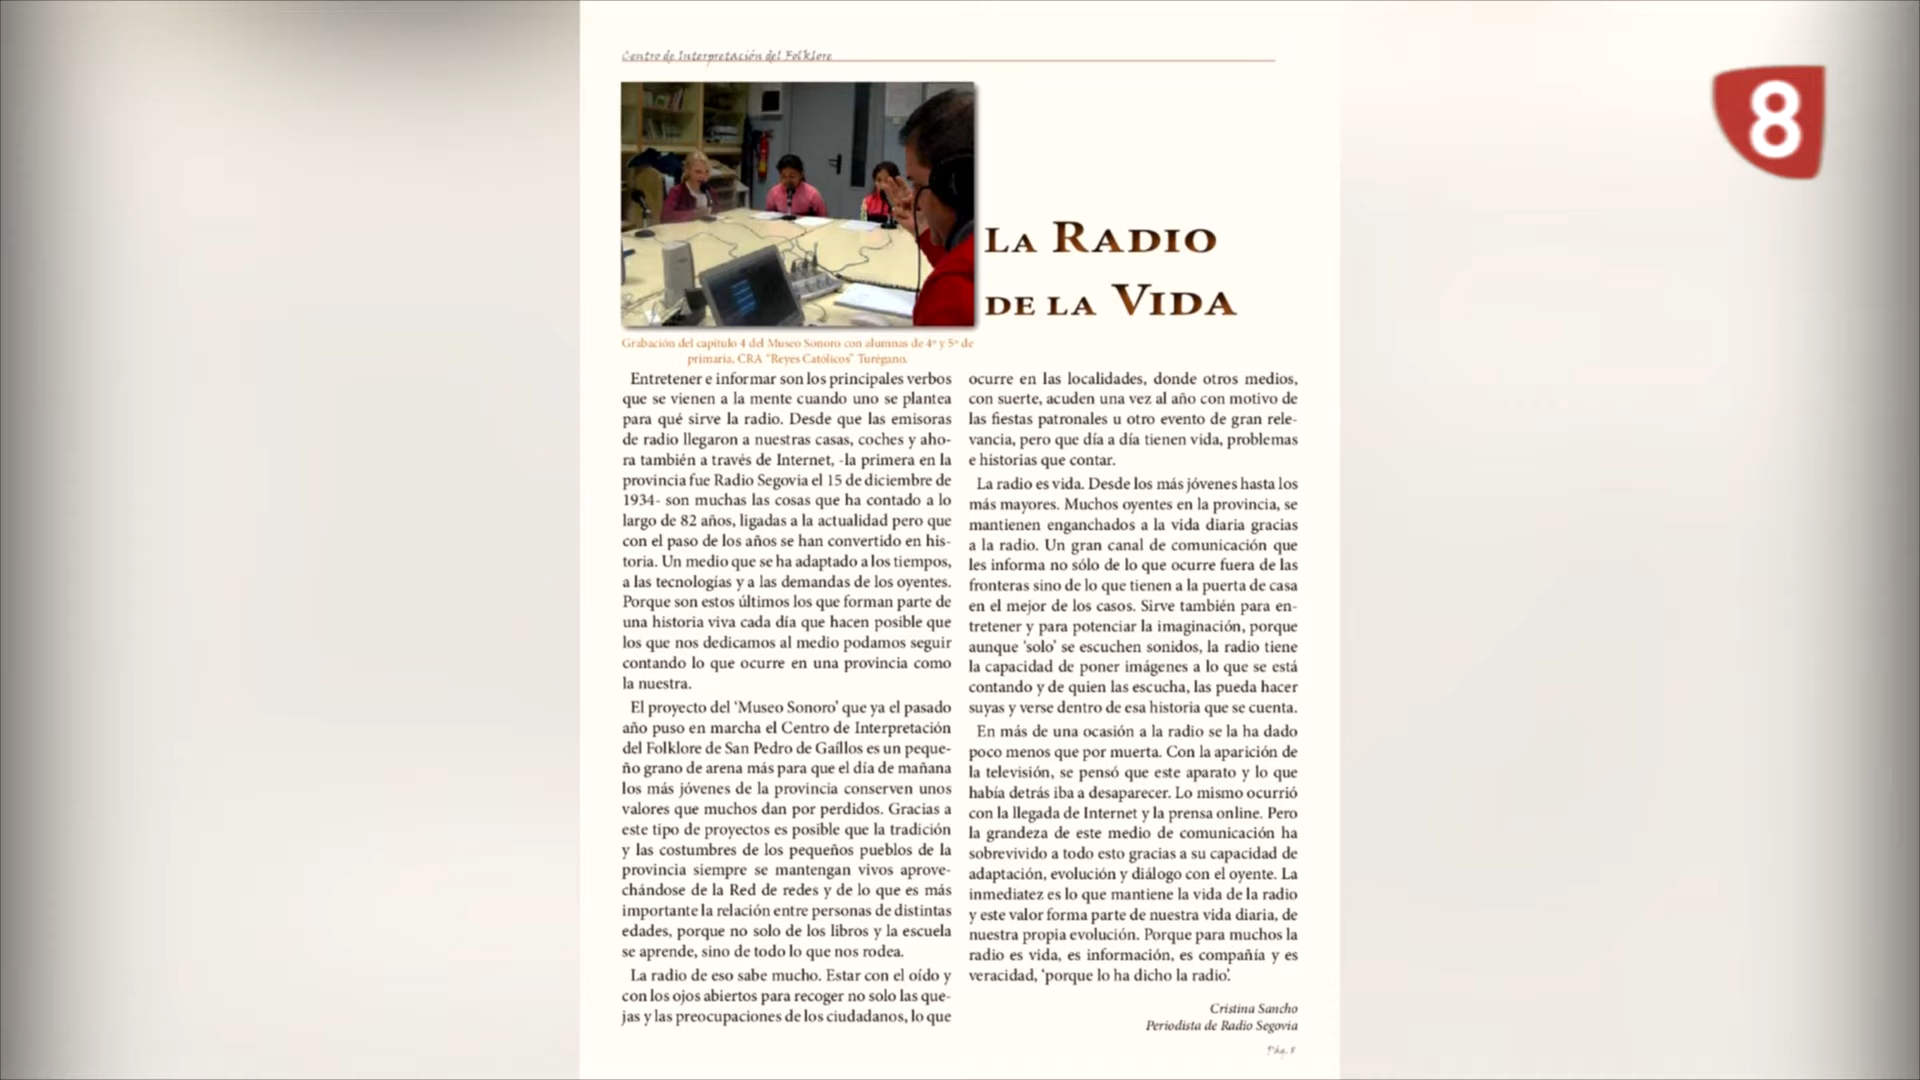 Centro de Interpretación del Folklore
8
LA RADIO
DE LA VIDA
Grabación del capítulo 4 del Museo Sonoro con alumnas de 4º y 5º de
primaria, CRA "Reyes Católicos" Turégano.
Entretener e informar son los principales verbos
que se vienen a la mente cuando uno se plantea
para qué sirve la radio. Desde que las emisoras
de radio llegaron a nuestras casas, coches y aho-
ra también a través de Internet, -la primera en la
provincia fue Radio Segovia el 15 de diciembre de
1934- son muchas las cosas que ha contado a lo
largo de 82 años, ligadas a la actualidad pero que
con el paso de los años se han convertido en his-
toria. Un medio que se ha adaptado a los tiempos,
a las tecnologías y a las demandas de los oyentes.
Porque son estos últimos los que forman parte de
una historia viva cada día que hacen posible que
los que nos dedicamos al medio podamos seguir
contando lo que ocurre en una provincia como
la nuestra.
El proyecto del ‘Museo Sonoro’ que ya el pasado
año puso en marcha el Centro de Interpretación
del Folklore de San Pedro de Gaíllos es un peque-
ño grano de arena más para que el día de mañana
los más jóvenes de la provincia conserven unos
valores que muchos dan por perdidos. Gracias a
este tipo de proyectos es posible que la tradición
y las costumbres de los pequeños pueblos de la
provincia siempre se mantengan vivos aprove-
chándose de la Red de redes y de lo que es más
importante la relación entre personas de distintas
edades, porque no solo de los libros y la escuela
se aprende, sino de todo lo que nos rodea.
La radio de eso sabe mucho. Estar con el oído y
con los ojos abiertos para recoger no solo las que-
jas y las preocupaciones de los ciudadanos, lo que
ocurre en las localidades, donde otros medios,
con suerte, acuden una vez al año con motivo de
las fiestas patronales u otro evento de gran rele-
vancia, pero que día a día tienen vida, problemas
e historias que contar.
La radio es vida. Desde los más jóvenes hasta los
más mayores. Muchos oyentes en la provincia, se
mantienen enganchados a la vida diaria gracias
a la radio. Un gran canal de comunicación que
les informa no sólo de lo que ocurre fuera de las
fronteras sino de lo que tienen a la puerta de casa
en el mejor de los casos. Sirve también para en-
tretener y para potenciar la imaginación, porque
aunque ‘solo’ se escuchen sonidos, la radio tiene
la capacidad de poner imágenes a lo que se está
contando y de quien las escucha, las pueda hacer
suyas y verse dentro de esa historia que se cuenta.
En más de una ocasión a la radio se la ha dado
poco menos que por muerta. Con la aparición de
la televisión, se pensó que este aparato y lo que
había detrás iba a desaparecer. Lo mismo ocurrió
con la llegada de Internet y la prensa online. Pero
la grandeza de este medio de comunicación ha
sobrevivido a todo esto gracias a su capacidad de
adaptación, evolución y diálogo con el oyente. La
inmediatez es lo que mantiene la vida de la radio
y este valor forma parte de nuestra vida diaria, de
nuestra propia evolución. Porque para muchos la
radio es vida, es información, es compañía y es
veracidad, ‘porque lo ha dicho la radio’.
Cristina Sancho
Periodista de Radio Segovia
Pág. 8